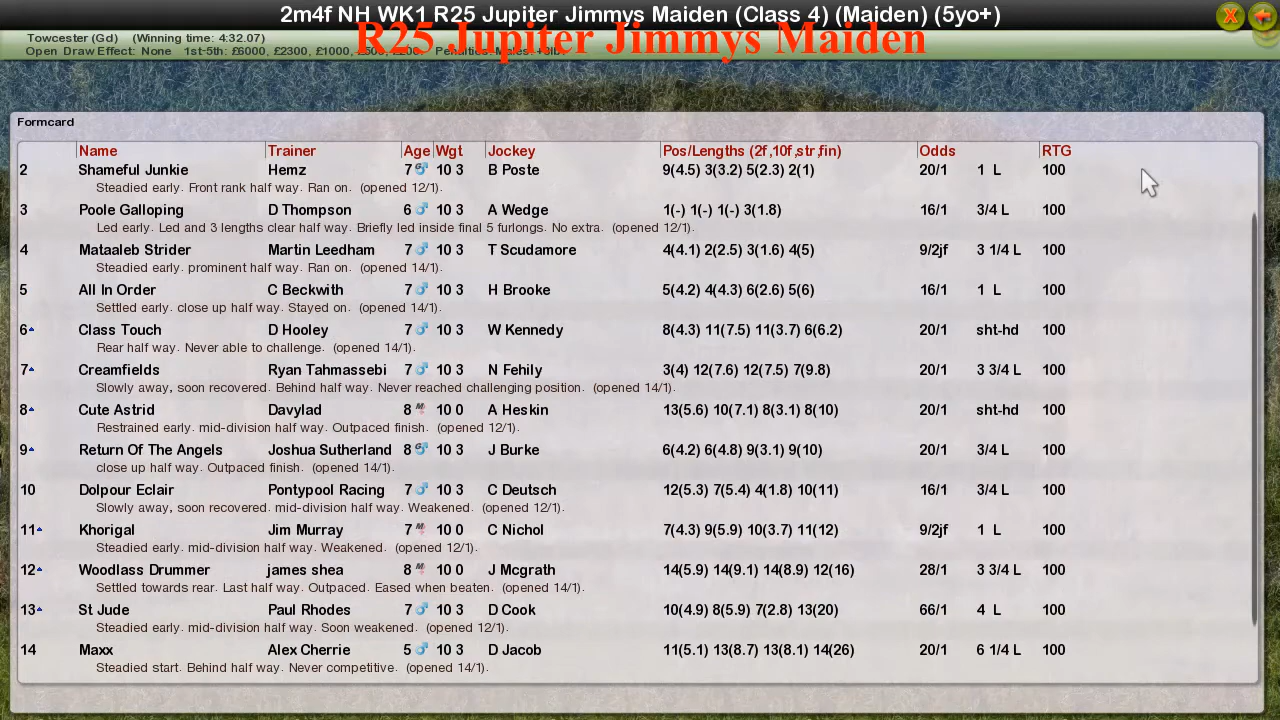 2m4f NH WK1 R25 Jupiter Jimmys Maiden (Class 4) (Maiden) (5yo+)
R25 Jupiter Jimmys Maiden
Towcester (Gd) (Winning time: 4:32.07)
Open Draw Effect: None 1st-5th: £6000, £2300, £1000, £500, £200. Penalties: Males: +3lb.
Formcard
Name Trainer Age Wgt Jockey Pos/Lengths (2f,10f,str,fin) Odds RTG
2 Shameful Junkie Hemz 7 10 3 B Poste 9(4.5) 3(3.2) 5(2.3) 2(1) 20/1 1 L 100
Steadied early. Front rank half way. Ran on. (opened 12/1).
3 Poole Galloping D Thompson 6 10 3 A Wedge 1(-) 1(-) 1(-) 3(1.8) 16/1 3/4 L 100
Led early. Led and 3 lengths clear half way. Briefly led inside final 5 furlongs. No extra. (opened 12/1).
4 Mataaleb Strider Martin Leedham 7 10 3 T Scudamore 4(4.1) 2(2.5) 3(1.6) 4(5) 9/2jf 3 1/4 L 100
Steadied early. prominent half way. Ran on. (opened 14/1).
5 All In Order C Beckwith 7 10 3 H Brooke 5(4.2) 4(4.3) 6(2.6) 5(6) 16/1 1 L 100
Settled early. close up half way. Stayed on. (opened 14/1).
6 Class Touch D Hooley 7 10 3 W Kennedy 8(4.3) 11(7.5) 11(3.7) 6(6.2) 20/1 sht-hd 100
Rear half way. Never able to challenge. (opened 14/1).
7 Creamfields Ryan Tahmassebi 7 10 3 N Fehily 3(4) 12(7.6) 12(7.5) 7(9.8) 20/1 3 3/4 L 100
Slowly away, soon recovered. Behind half way. Never reached challenging position. (opened 14/1).
8 Cute Astrid Davylad 8 10 0 A Heskin 13(5.6) 10(7.1) 8(3.1) 8(10) 20/1 sht-hd 100
Restrained early. mid-division half way. Outpaced finish. (opened 12/1).
9 Return Of The Angels Joshua Sutherland 8 10 3 J Burke 6(4.2) 6(4.8) 9(3.1) 9(10) 20/1 3/4 L 100
close up half way. Outpaced finish. (opened 14/1).
10 Dolpour Eclair Pontypool Racing 7 10 3 C Deutsch 12(5.3) 7(5.4) 4(1.8) 10(11) 16/1 3/4 L 100
Slowly away, soon recovered. mid-division half way. Weakened. (opened 12/1).
11 Khorigal Jim Murray 7 10 0 C Nichol 7(4.3) 9(5.9) 10(3.7) 11(12) 9/2jf 1 L 100
Steadied early. mid-division half way. Weakened. (opened 12/1).
12 Woodlass Drummer james shea 8 10 0 J Mcgrath 14(5.9) 14(9.1) 14(8.9) 12(16) 28/1 3 3/4 L 100
Settled towards rear. Last half way. Outpaced. Eased when beaten. (opened 14/1).
13 St Jude Paul Rhodes 7 10 3 D Cook 10(4.9) 8(5.9) 7(2.8) 13(20) 66/1 4 L 100
Steadied early. mid-division half way. Soon weakened. (opened 12/1).
14 Maxx Alex Cherrie 5 10 3 D Jacob 11(5.1) 13(8.7) 13(8.1) 14(26) 20/1 6 1/4 L 100
Steadied start. Behind half way. Never competitive. (opened 14/1).